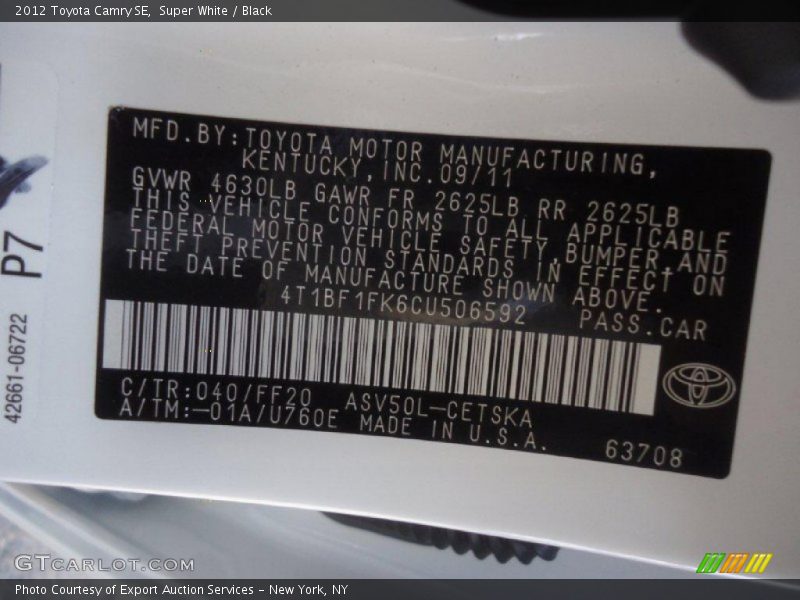 2012 Toyota Camry SE, Super White / Black
MFD.BY:TOYOTA MOTOR MANUFACTURING,
KENTUCKY,INC.09/11
GVWR 4630LB GAWR FR 2625LB RR 2625LB
THIS VEHICLE CONFORMS TO ALL APPLICABLE
FEDERAL MOTOR VEHICLE SAFETY,BUMPER,AND
THEFT PREVENTION STANDARDS IN EFFECT ON
THE DATE OF MANUFACTURE SHOWN ABOVE.
4T1BF1FK6CU506592 PASS.CAR
C/TR:040/FF20 ASV50L-CETSKA
A/TM:-01A/U760E MADE IN U.S.A. 63708
P7
42661-06722
GTCARLOT.COM
Photo Courtesy of Export Auction Services - New York, NY